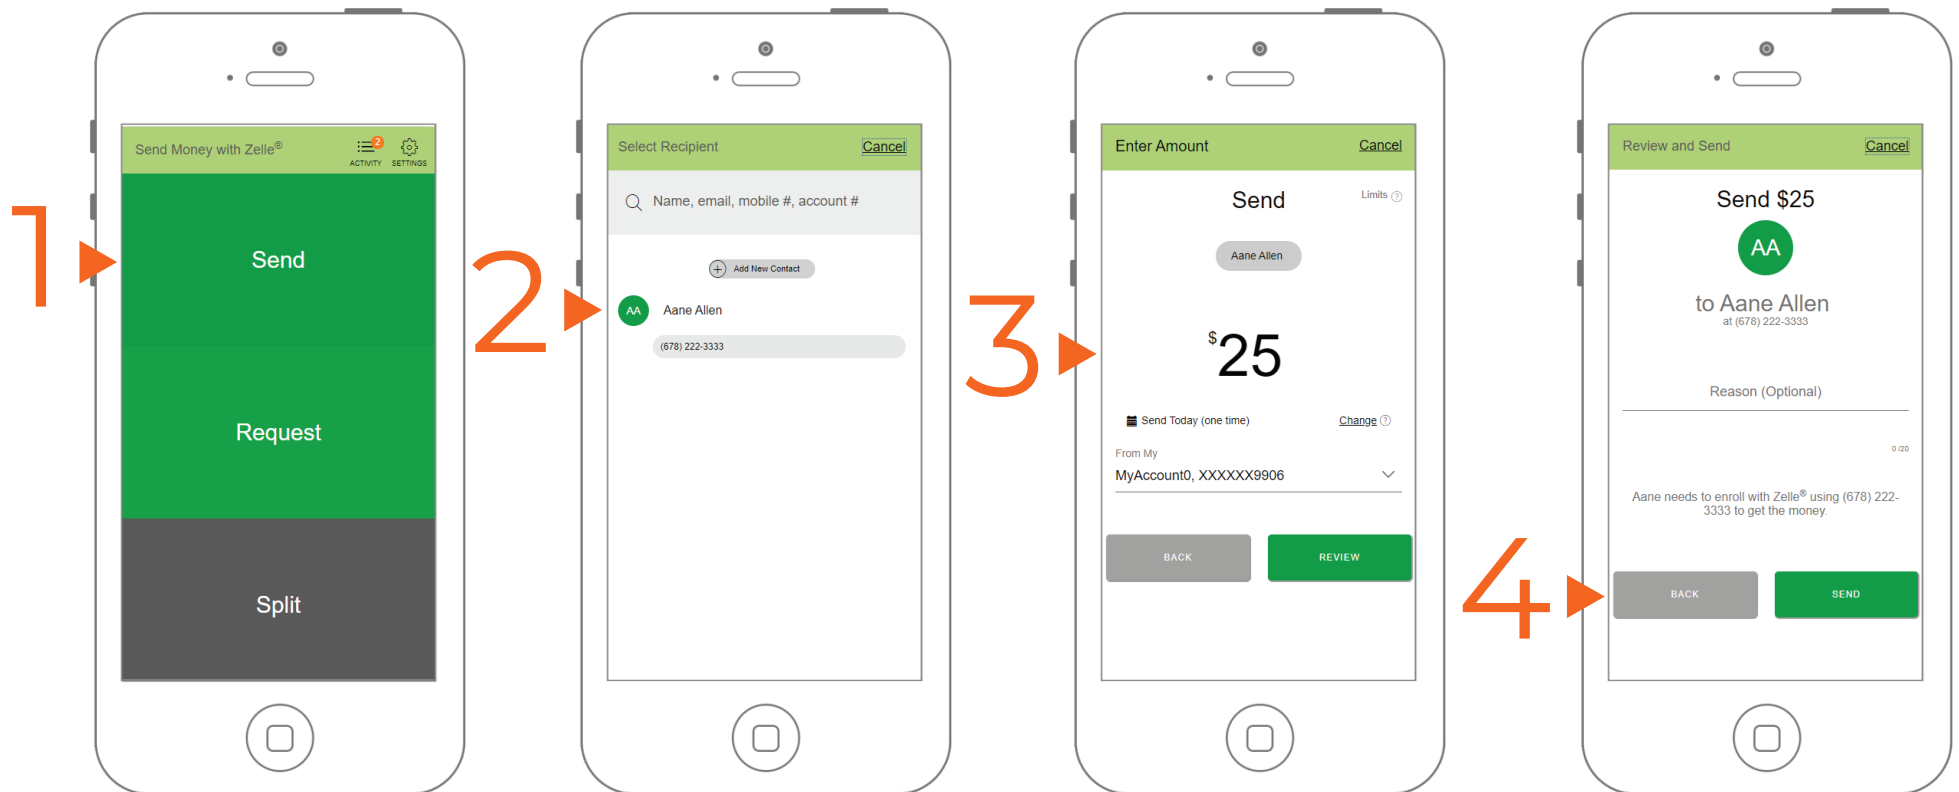 1
Send Money with Zelle®
2
ACTIVITY SETTINGS
Send
Request
Split
2
Select Recipient Cancel
Name, email, mobile #, account #
Add New Contact
AA Aane Allen
(678) 222-3333
3
Enter Amount Cancel
Send Limits ?
Aane Allen
$25
Send Today (one time) Change ?
From My
MyAccount0, XXXXXX9906
BACK REVIEW
4
Review and Send Cancel
Send $25
AA
to Aane Allen
at (678) 222-3333
Reason (Optional)
0 /20
Aane needs to enroll with Zelle® using (678) 222-
3333 to get the money.
BACK SEND